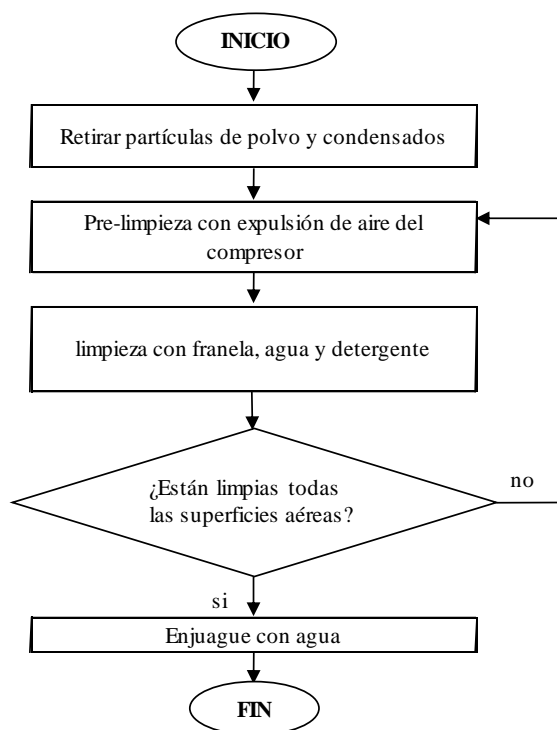 INICIO
Retirar partículas de polvo y condensados
Pre-limpieza con expulsión de aire del
compresor
limpieza con franela, agua y detergente
¿Están limpias todas
las superficies aéreas?
no
si
Enjuague con agua
FIN